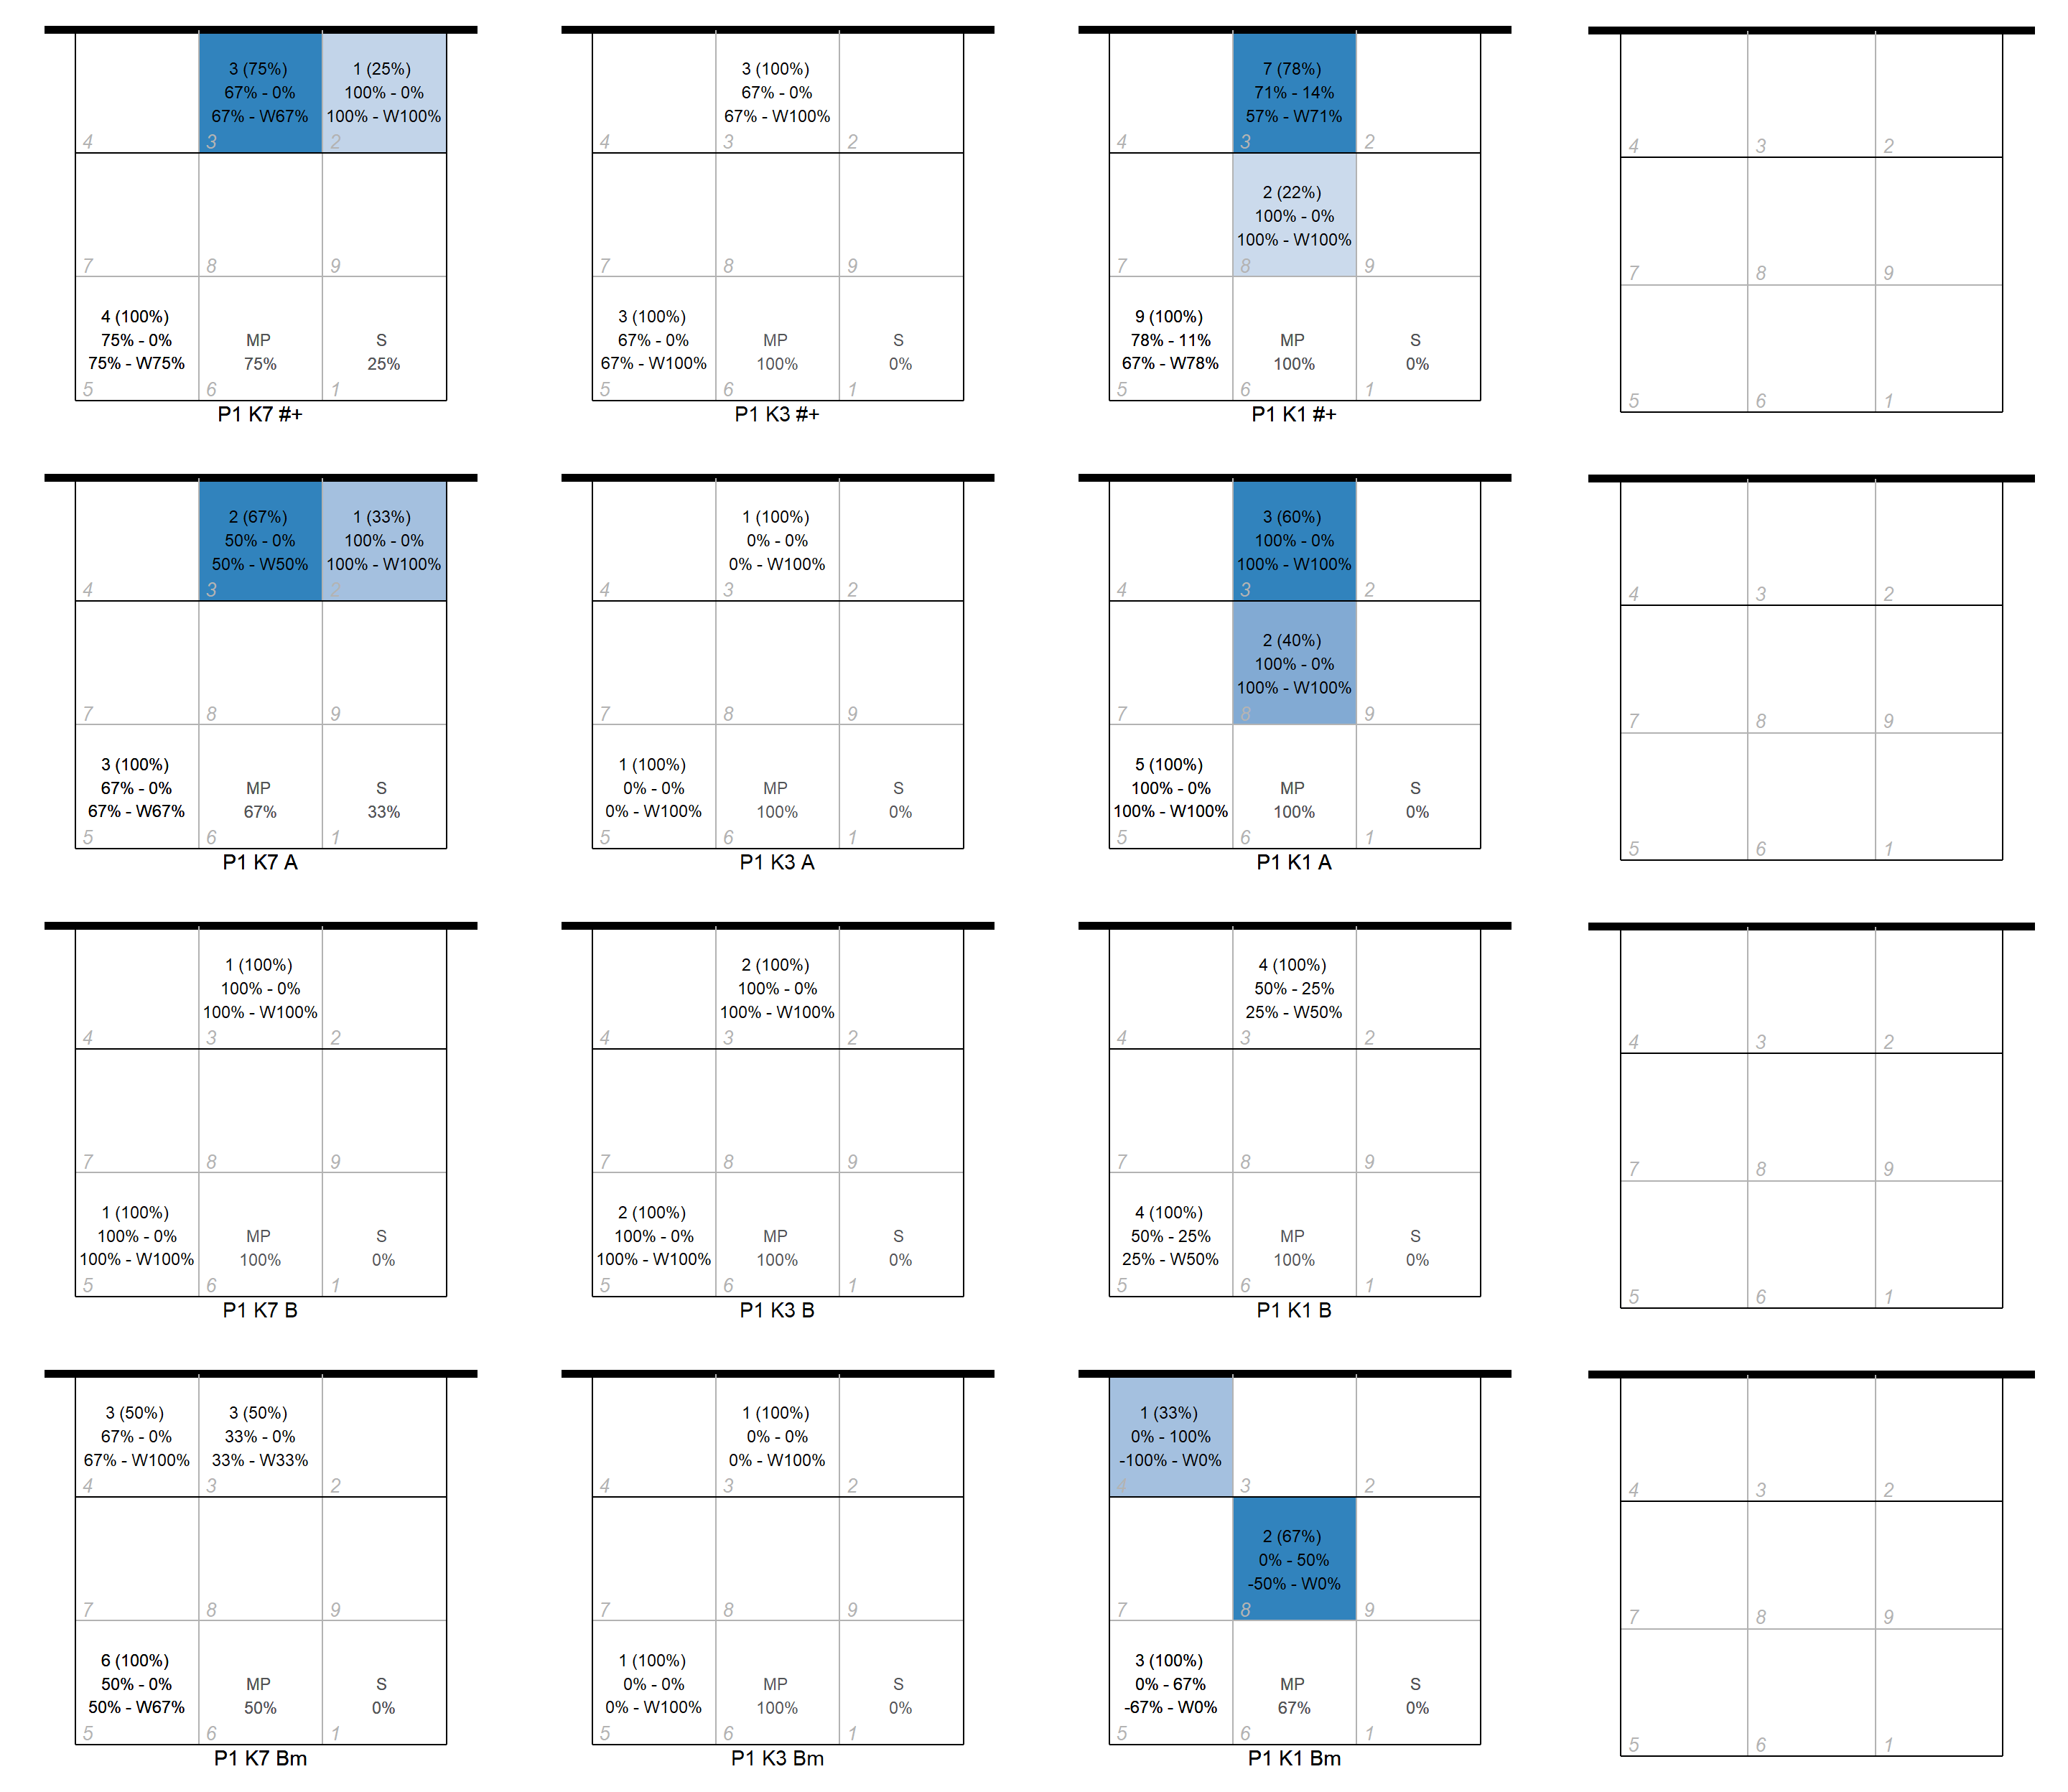 3 (75%)
67% - 0%
67% - W67%
1 (25%)
100% - 0%
100% - W100%
4
3
2
7
8
9
4 (100%)
75% - 0%
75% - W75%
MP
75%
S
25%
5
6
1
P1 K7 #+
3 (100%)
67% - 0%
67% - W100%
4
3
2
7
8
9
3 (100%)
67% - 0%
67% - W100%
MP
100%
S
0%
5
6
1
P1 K3 #+
7 (78%)
71% - 14%
57% - W71%
4
3
2
2 (22%)
100% - 0%
100% - W100%
7
8
9
9 (100%)
78% - 11%
67% - W78%
MP
100%
S
0%
5
6
1
P1 K1 #+
4
3
2
7
8
9
5
6
1
2 (67%)
50% - 0%
50% - W50%
1 (33%)
100% - 0%
100% - W100%
4
3
2
7
8
9
3 (100%)
67% - 0%
67% - W67%
MP
67%
S
33%
5
6
1
P1 K7 A
1 (100%)
0% - 0%
0% - W100%
4
3
2
7
8
9
1 (100%)
0% - 0%
0% - W100%
MP
100%
S
0%
5
6
1
P1 K3 A
3 (60%)
100% - 0%
100% - W100%
4
3
2
2 (40%)
100% - 0%
100% - W100%
7
8
9
5 (100%)
100% - 0%
100% - W100%
MP
100%
S
0%
5
6
1
P1 K1 A
4
3
2
7
8
9
5
6
1
1 (100%)
100% - 0%
100% - W100%
4
3
2
7
8
9
1 (100%)
100% - 0%
100% - W100%
MP
100%
S
0%
5
6
1
P1 K7 B
2 (100%)
100% - 0%
100% - W100%
4
3
2
7
8
9
2 (100%)
100% - 0%
100% - W100%
MP
100%
S
0%
5
6
1
P1 K3 B
4 (100%)
50% - 25%
25% - W50%
4
3
2
7
8
9
4 (100%)
50% - 25%
25% - W50%
MP
100%
S
0%
5
6
1
P1 K1 B
4
3
2
7
8
9
5
6
1
3 (50%)
67% - 0%
67% - W100%
3 (50%)
33% - 0%
33% - W33%
4
3
2
7
8
9
6 (100%)
50% - 0%
50% - W67%
MP
50%
S
0%
5
6
1
P1 K7 Bm
1 (100%)
0% - 0%
0% - W100%
4
3
2
7
8
9
1 (100%)
0% - 0%
0% - W100%
MP
100%
S
0%
5
6
1
P1 K3 Bm
1 (33%)
0% - 100%
-100% - W0%
4
3
2
2 (67%)
0% - 50%
-50% - W0%
7
8
9
3 (100%)
0% - 67%
-67% - W0%
MP
67%
S
0%
5
6
1
P1 K1 Bm
4
3
2
7
8
9
5
6
1